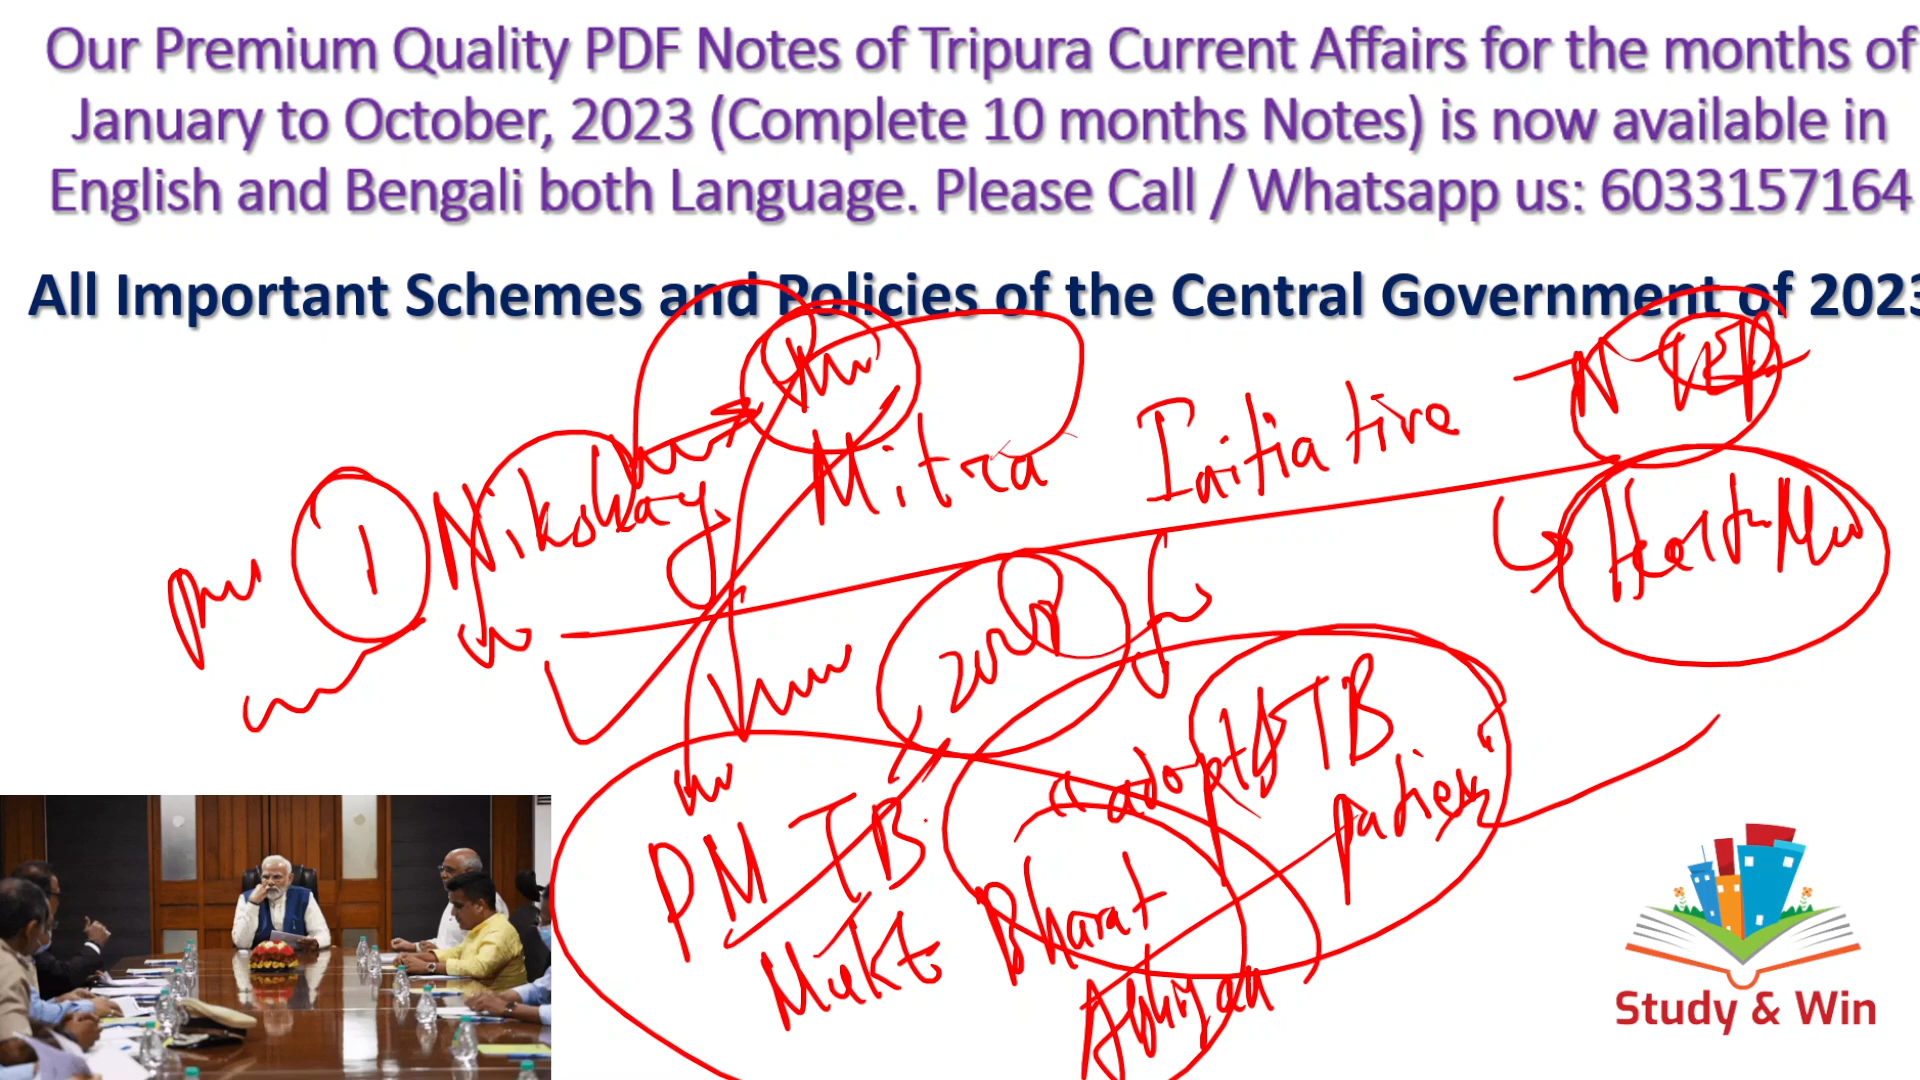 Our Premium Quality PDF Notes of Tripura Current Affairs for the months of
January to October, 2023 (Complete 10 months Notes) is now available in
English and Bengali both Language. Please Call / Whatsapp us: 6033157164
All Important Schemes and Policies of the Central Government of 2023
1 Nikshay Mitra Initiative
adopt TB
patients
PM TB
Mukt Bharat
Abhiyan
Study & Win